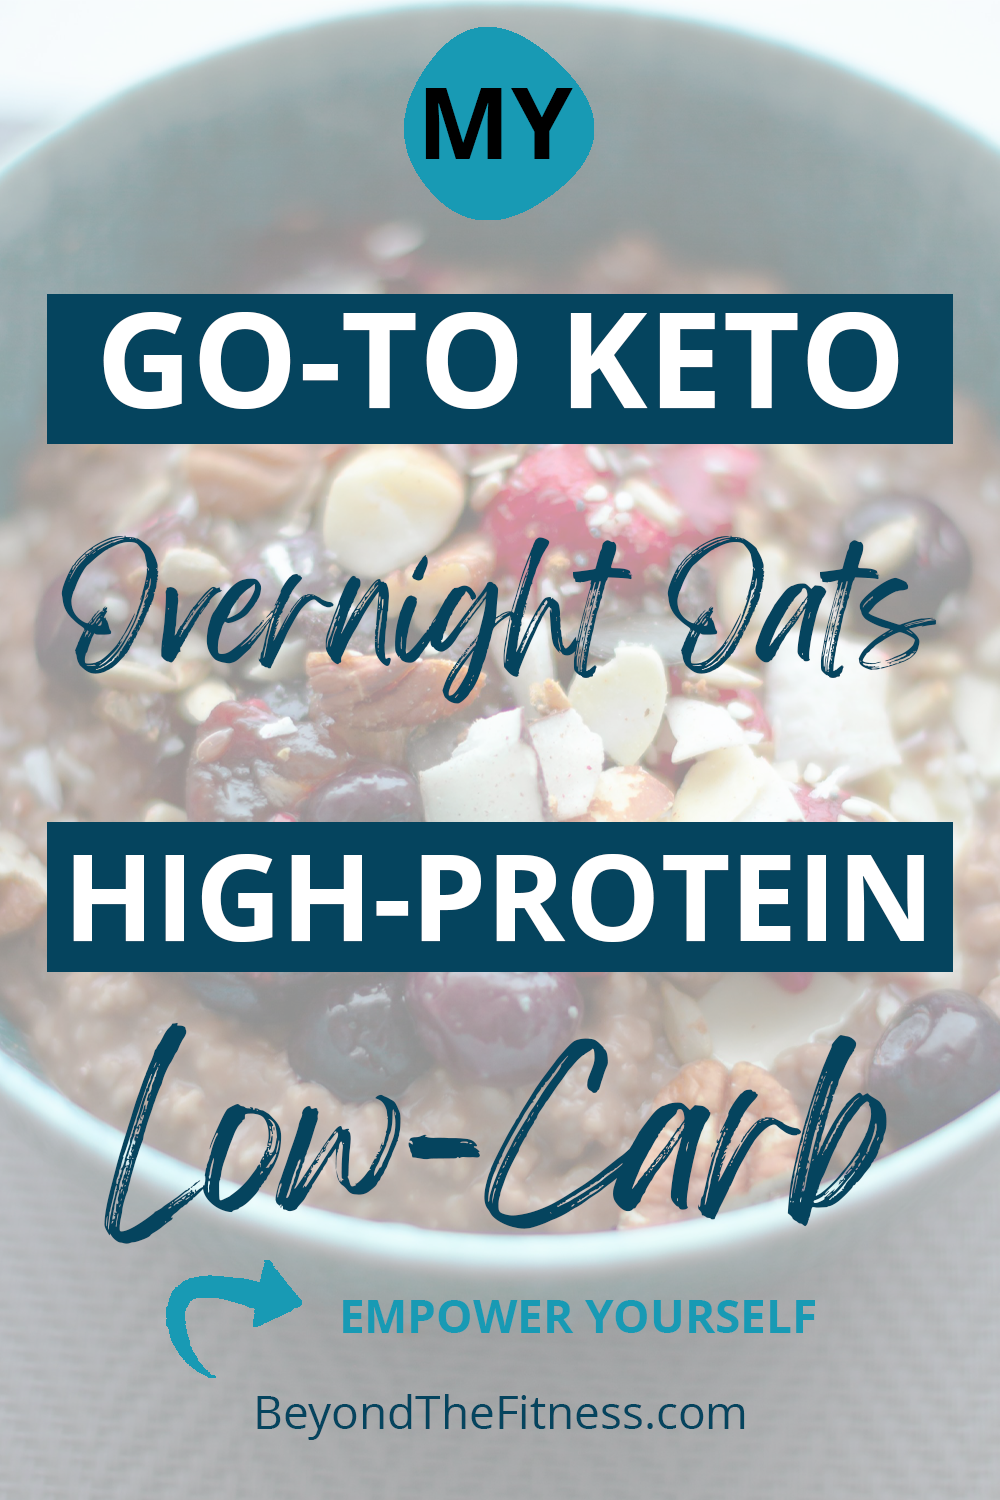 MY
GO-TO KETO
Overnight Oats
HIGH-PROTEIN
Low-Carb
EMPOWER YOURSELF
BeyondTheFitness.com